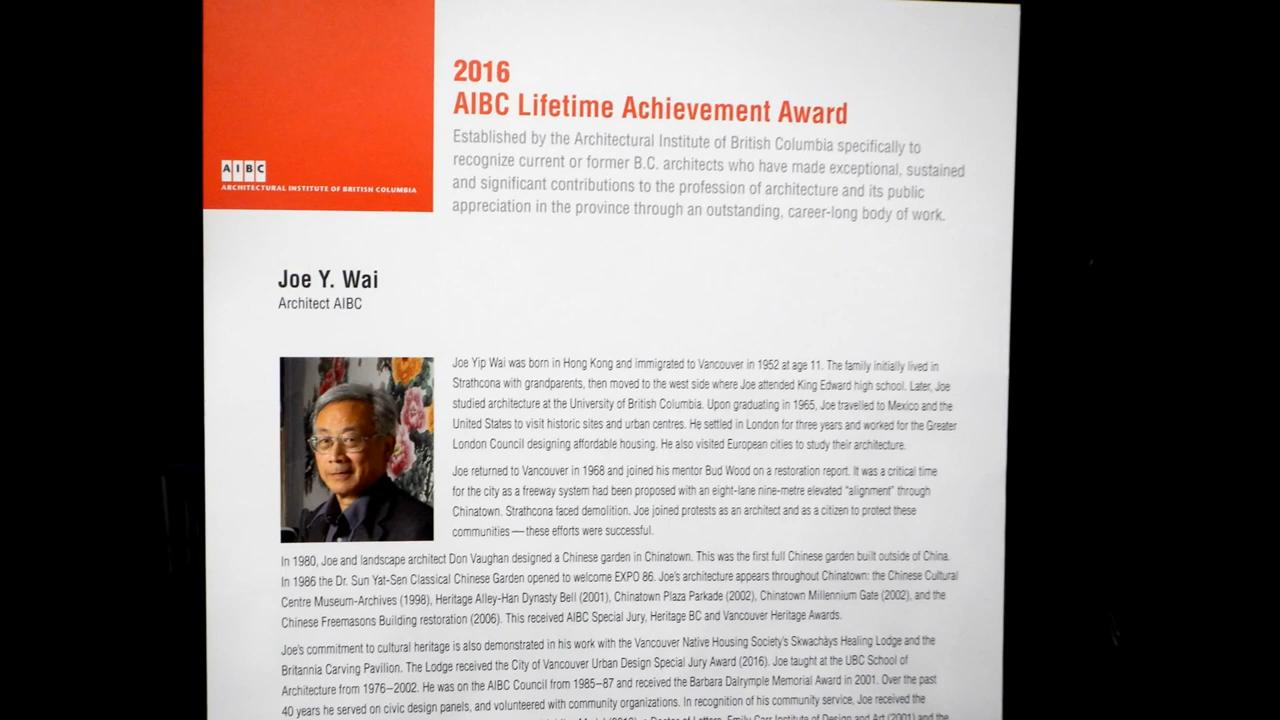 2016
AIBC Lifetime Achievement Award
Established by the Architectural Institute of British Columbia specifically to
recognize current or former B.C. architects who have made exceptional, sustained
and significant contributions to the profession of architecture and its public
appreciation in the province through an outstanding, career-long body of work.
AIBC
ARCHITECTURAL INSTITUTE OF BRITISH COLUMBIA
Joe Y. Wai
Architect AIBC
Joe Yip Wai was born in Hong Kong and immigrated to Vancouver in 1952 at age 11. The family initially lived in
Strathcona with grandparents, then moved to the west side where Joe attended King Edward high school. Later, Joe
studied architecture at the University of British Columbia. Upon graduating in 1965, Joe travelled to Mexico and the
United States to visit historic sites and urban centres. He settled in London for three years and worked for the Greater
London Council designing affordable housing. He also visited European cities to study their architecture.
Joe returned to Vancouver in 1968 and joined his mentor Bud Wood on a restoration report. It was a critical time
for the city as a freeway system had been proposed with an eight-lane nine-metre elevated "alignment" through
Chinatown. Strathcona faced demolition. Joe joined protests as an architect and as a citizen to protect these
communities — these efforts were successful.
In 1980, Joe and landscape architect Don Vaughan designed a Chinese garden in Chinatown. This was the first full Chinese garden built outside of China.
In 1986 the Dr. Sun Yat-Sen Classical Chinese Garden opened to welcome EXPO 86. Joe's architecture appears throughout Chinatown: the Chinese Cultural
Centre Museum-Archives (1998), Heritage Alley-Han Dynasty Bell (2001), Chinatown Plaza Parkade (2002), Chinatown Millennium Gate (2002), and the
Chinese Freemasons Building restoration (2006). This received AIBC Special Jury, Heritage BC and Vancouver Heritage Awards.
Joe's commitment to cultural heritage is also demonstrated in his work with the Vancouver Native Housing Society's Skwachàys Healing Lodge and the
Britannia Carving Pavilion. The Lodge received the City of Vancouver Urban Design Special Jury Award (2016). Joe taught at the UBC School of
Architecture from 1976–2002. He was on the AIBC Council from 1985–87 and received the Barbara Dalrymple Memorial Award in 2001. Over the past
40 years he served on civic design panels, and volunteered with community organizations. In recognition of his community service, Joe received the
Doctor of Letters, Emily Carr Institute of Design and Art (2001) and the